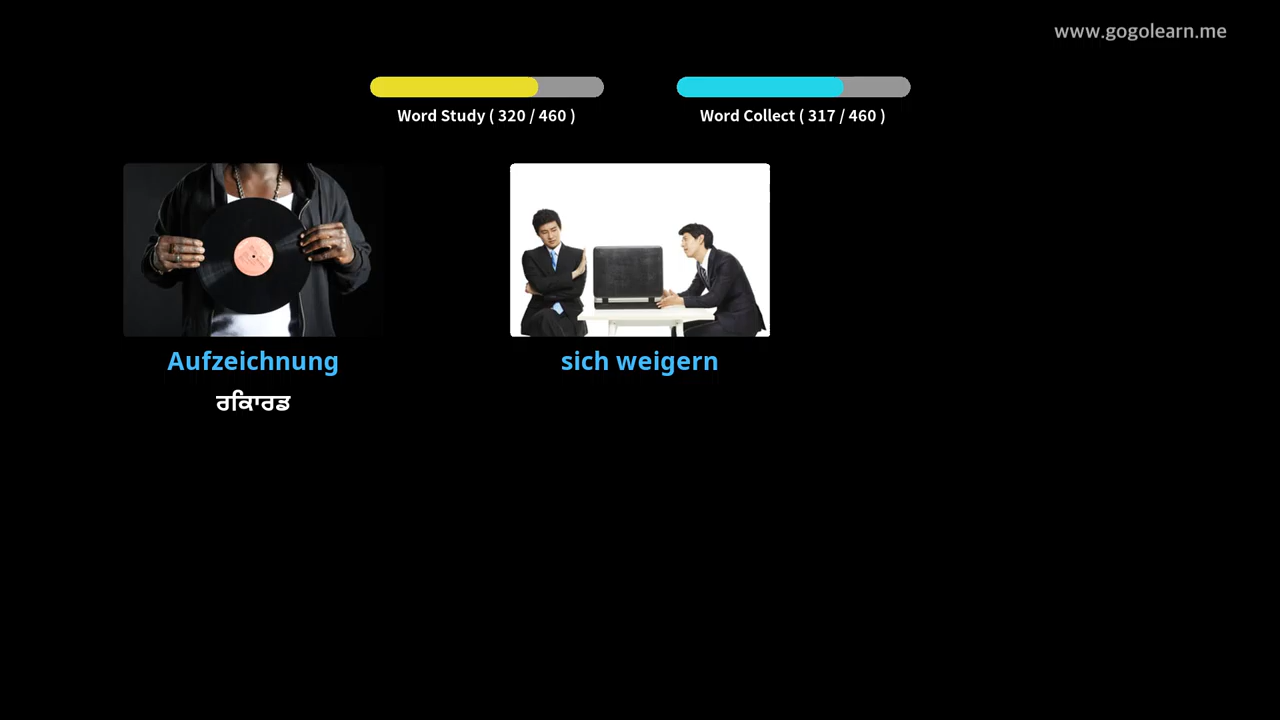 www.gogolearn.me
Word Study ( 320 / 460 )
Word Collect ( 317 / 460 )
Aufzeichnung
sich weigern
ਰਿਕਾਰਡ